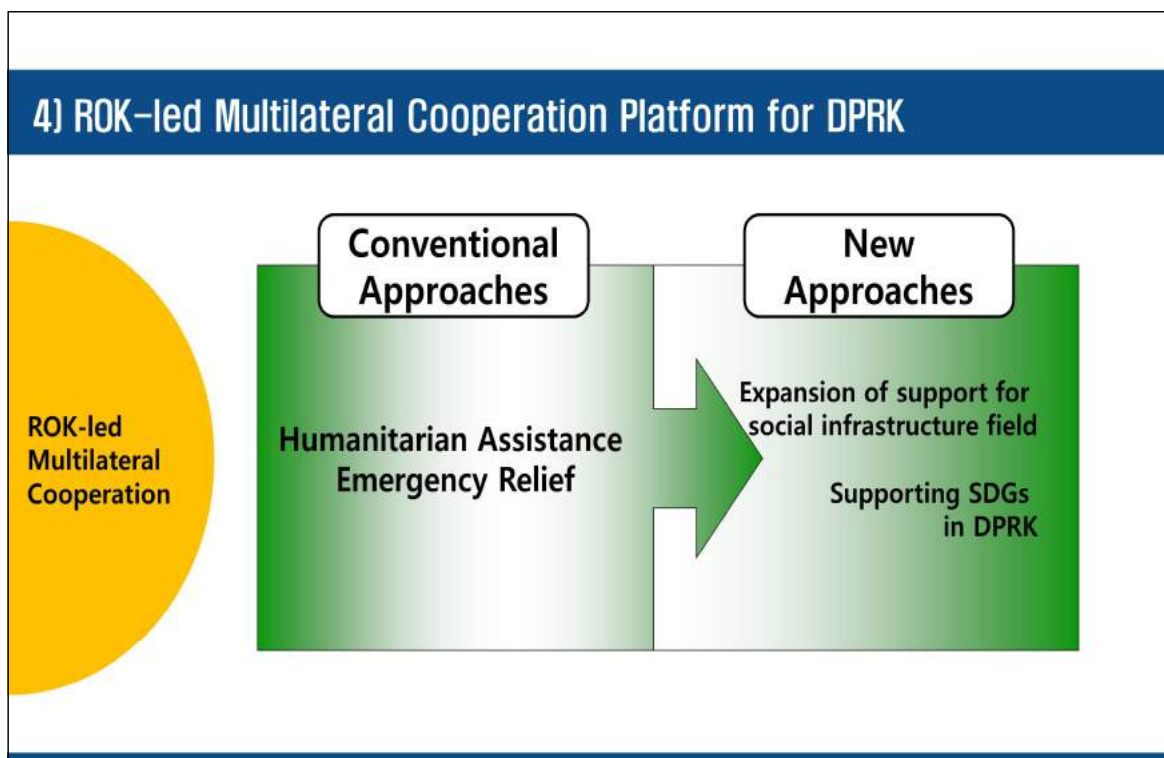 4) ROK-led Multilateral Cooperation Platform for DPRK
ROK-led
Multilateral
Cooperation
Conventional
Approaches
Humanitarian Assistance
Emergency Relief
New
Approaches
Expansion of support for
social infrastructure field
Supporting SDGs
in DPRK